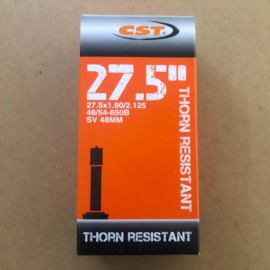 CST.
27.5"
27.5x1.90/2.125
48/54-650B
SV 48MM
THORN RESISTANT
THORN RESISTANT